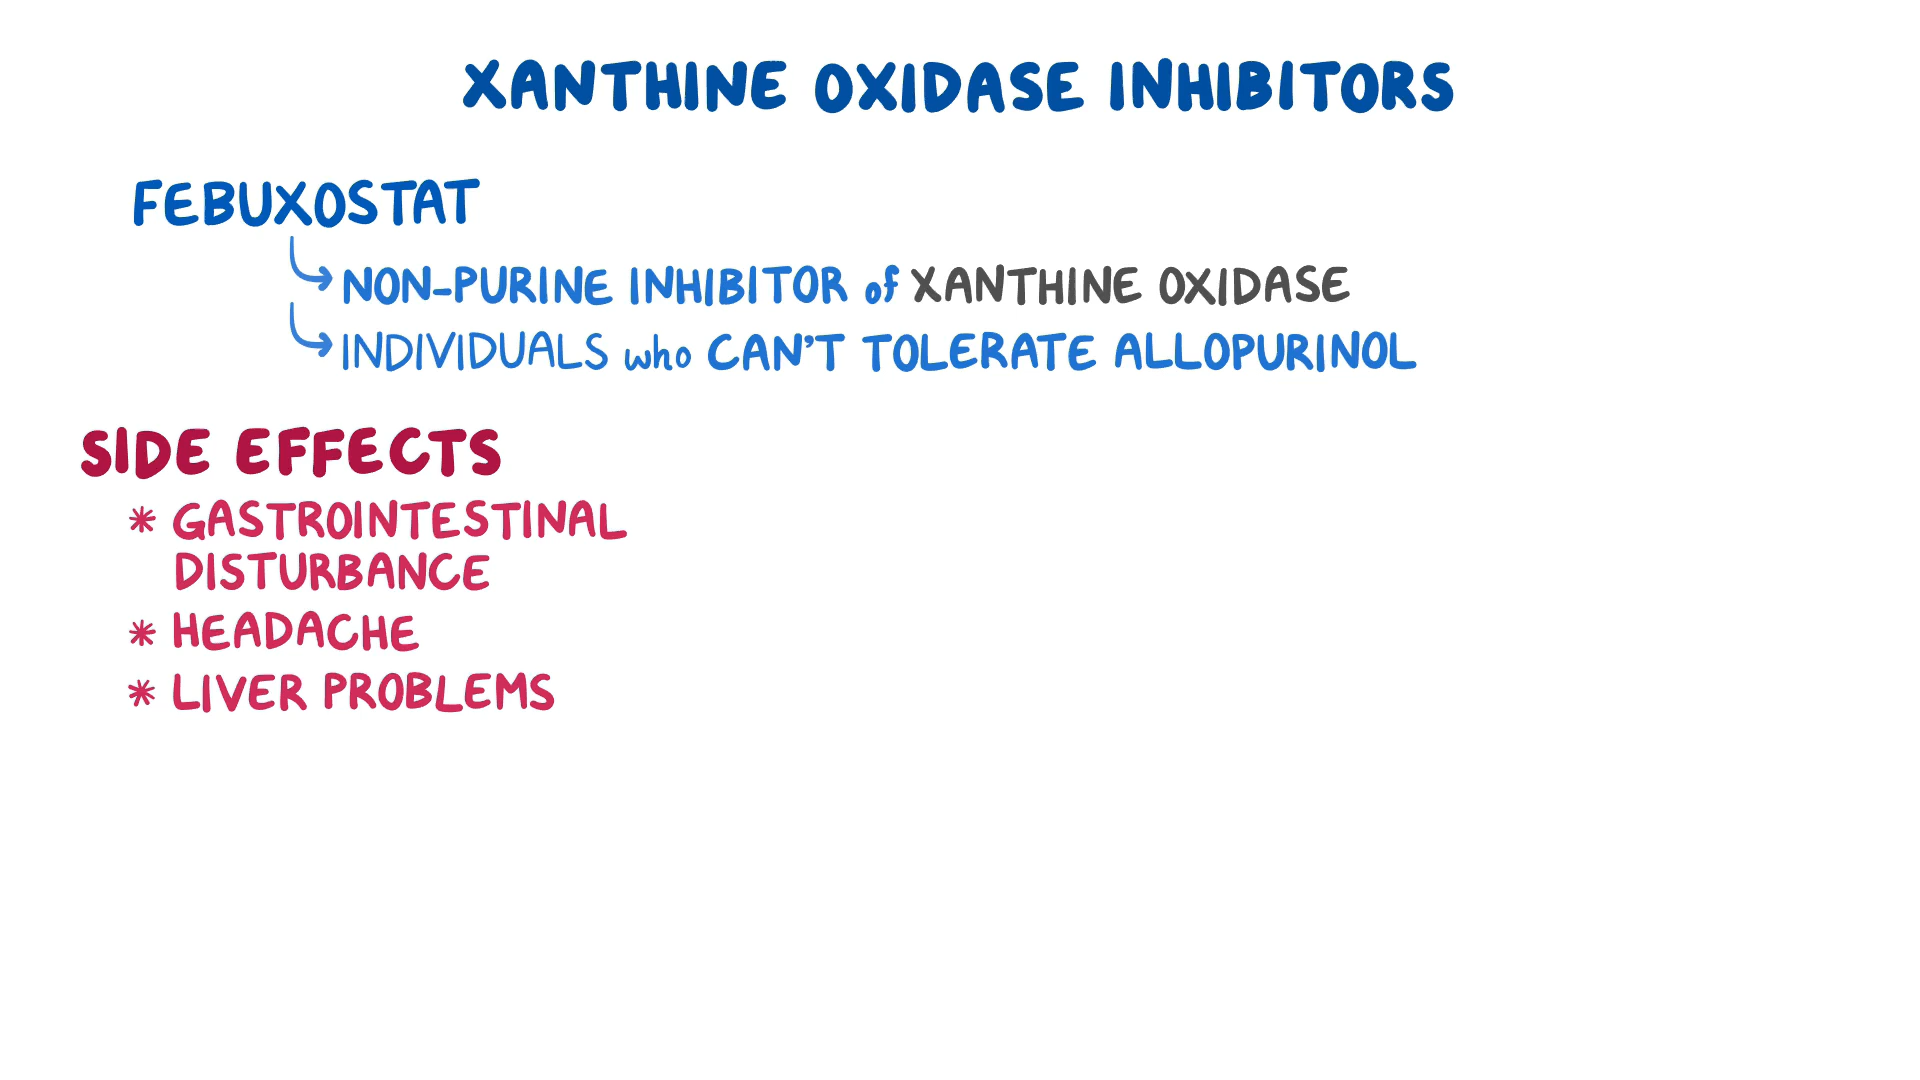 XANTHINE OXIDASE INHIBITORS
FEBUXOSTAT
NON-PURINE INHIBITOR of XANTHINE OXIDASE
INDIVIDUALS who CAN'T TOLERATE ALLOPURINOL
SIDE EFFECTS
* GASTROINTESTINAL
DISTURBANCE
* HEADACHE
* LIVER PROBLEMS